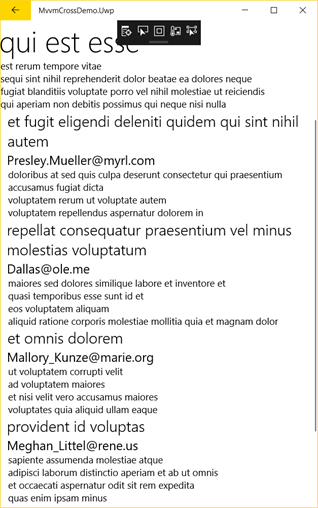 MvvmCrossDemo.Uwp
qui est esse
est rerum tempore vitae
sequi sint nihil reprehenderit dolor beatae ea dolores neque
fugiat blanditiis voluptate porro vel nihil molestiae ut reiciendis
qui aperiam non debitis possimus qui neque nisi nulla
et fugit eligendi deleniti quidem qui sint nihil
autem
Presley.Mueller@myrl.com
doloribus at sed quis culpa deserunt consectetur qui praesentium
accusamus fugiat dicta
voluptatem rerum ut voluptate autem
voluptatem repellendus aspernatur dolorem in
repellat consequatur praesentium vel minus
molestias voluptatum
Dallas@ole.me
maiores sed dolores similique labore et inventore et
quasi temporibus esse sunt id et
eos voluptatem aliquam
aliquid ratione corporis molestiae mollitia quia et magnam dolor
et omnis dolorem
Mallory_Kunze@marie.org
ut voluptatem corrupti velit
ad voluptatem maiores
et nisi velit vero accusamus maiores
voluptates quia aliquid ullam eaque
provident id voluptas
Meghan_Littel@rene.us
sapiente assumenda molestiae atque
adipisci laborum distinctio aperiam et ab ut omnis
et occaecati aspernatur odit sit rem expedita
quas enim ipsam minus